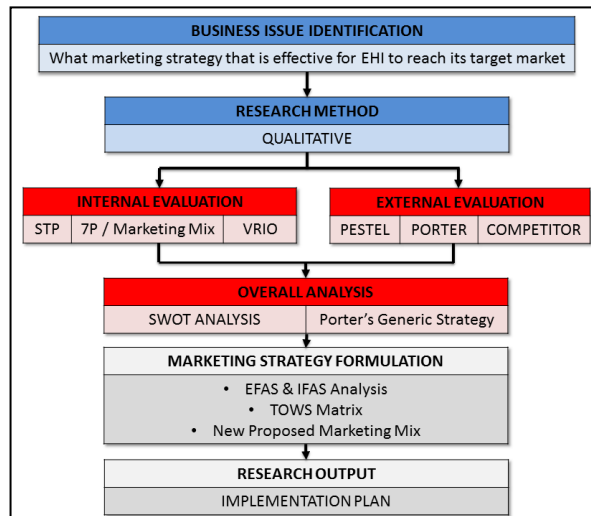 BUSINESS ISSUE IDENTIFICATION
What marketing strategy that is effective for EHI to reach its target market
RESEARCH METHOD
QUALITATIVE
INTERNAL EVALUATION
STP 7P / Marketing Mix VRIO
EXTERNAL EVALUATION
PESTEL PORTER COMPETITOR
OVERALL ANALYSIS
SWOT ANALYSIS Porter's Generic Strategy
MARKETING STRATEGY FORMULATION
• EFAS & IFAS Analysis
• TOWS Matrix
• New Proposed Marketing Mix
RESEARCH OUTPUT
IMPLEMENTATION PLAN